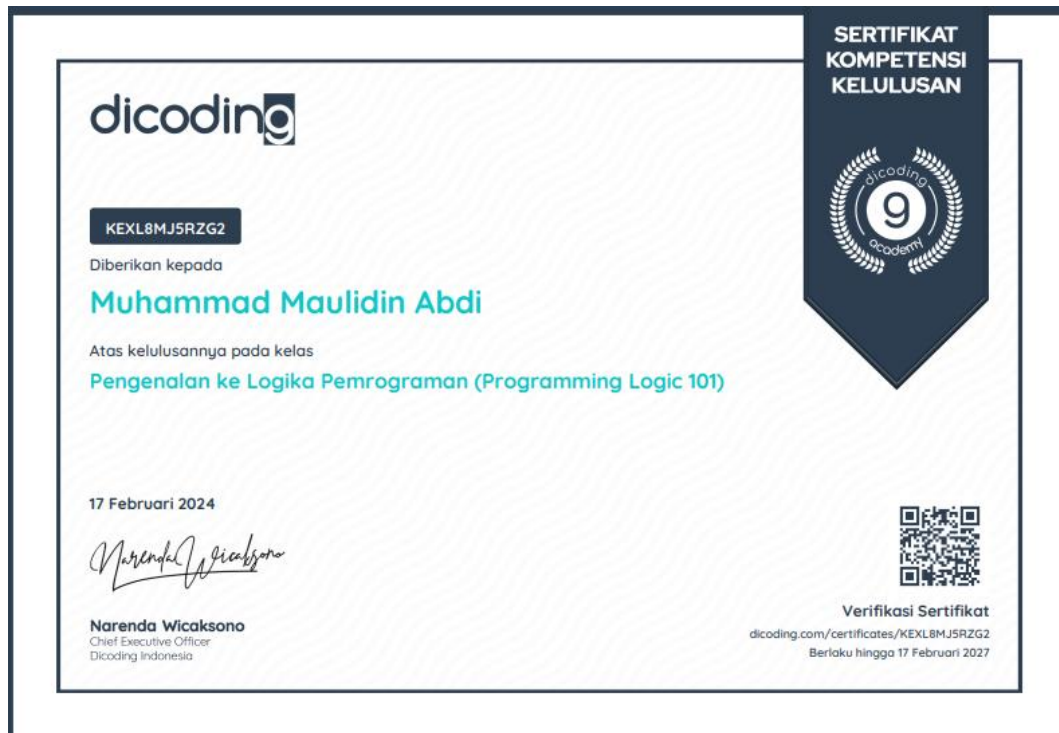 SERTIFIKAT
KOMPETENSI
KELULUSAN
dicoding
dicoding
9
academy
KEXL8MJ5RZG2
Diberikan kepada
Muhammad Maulidin Abdi
Atas kelulusannya pada kelas
Pengenalan ke Logika Pemrograman (Programming Logic 101)
17 Februari 2024
Narenda Wicaksono
Narenda Wicaksono
Chief Executive Officer
Dicoding Indonesia
Verifikasi Sertifikat
dicoding.com/certificates/KEXL8MJ5RZG2
Berlaku hingga 17 Februari 2027